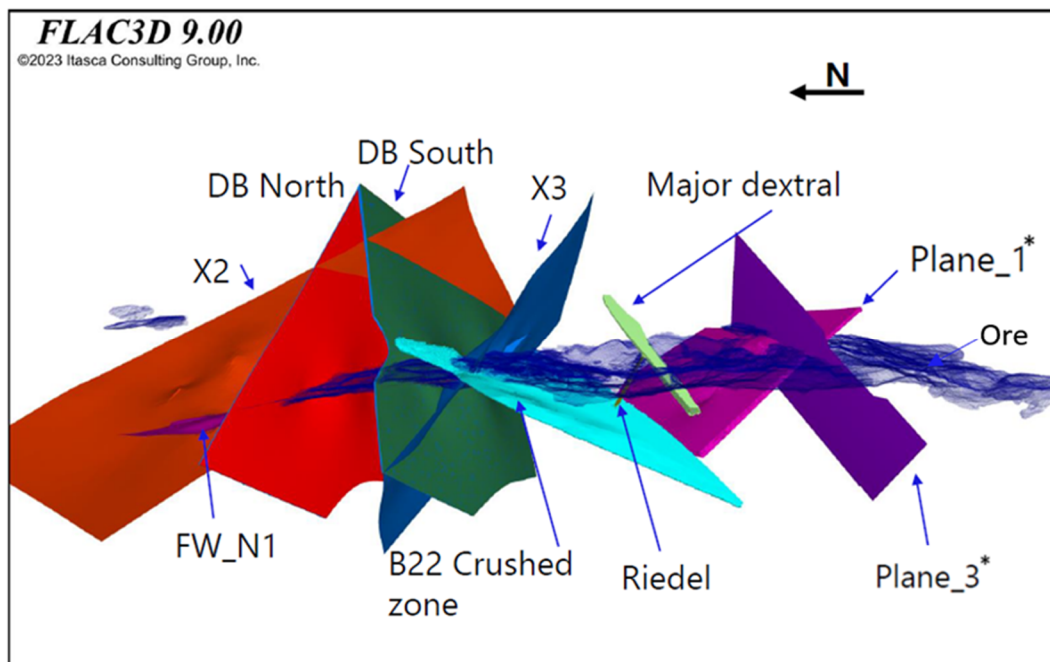 FLAC3D 9.00
©2023 Itasca Consulting Group, Inc.
N
DB South
DB North
X3
Major dextral
X2
Plane_1*
Ore
FW_N1
B22 Crushed
zone
Riedel
Plane_3*